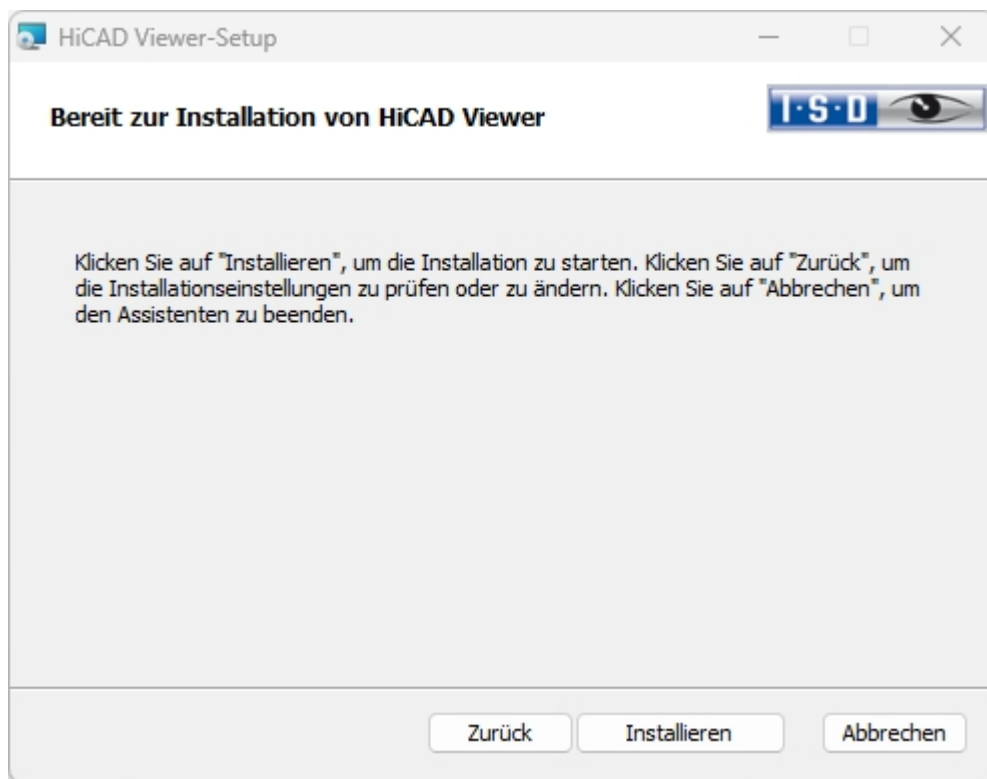 HiCAD Viewer-Setup
Bereit zur Installation von HiCAD Viewer
I·S·D
Klicken Sie auf "Installieren", um die Installation zu starten. Klicken Sie auf "Zurück", um
die Installationseinstellungen zu prüfen oder zu ändern. Klicken Sie auf "Abbrechen", um
den Assistenten zu beenden.
Zurück
Installieren
Abbrechen